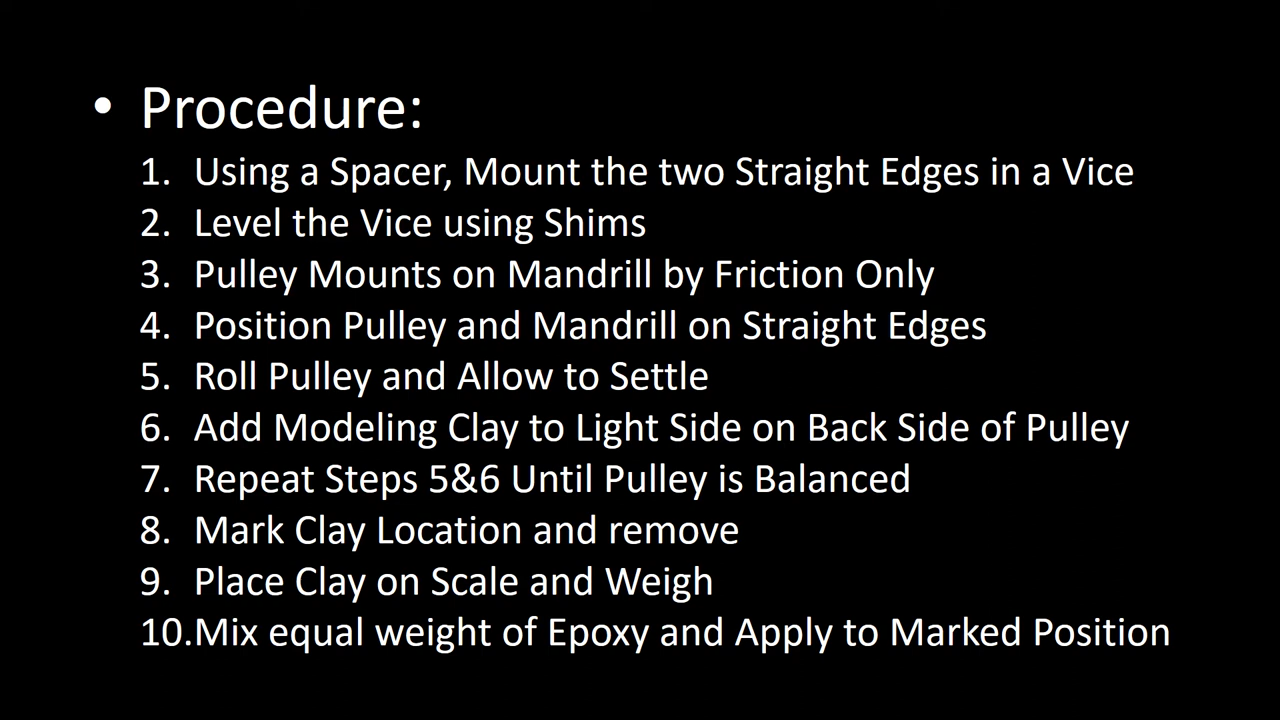 • Procedure:
1. Using a Spacer, Mount the two Straight Edges in a Vice
2. Level the Vice using Shims
3. Pulley Mounts on Mandrill by Friction Only
4. Position Pulley and Mandrill on Straight Edges
5. Roll Pulley and Allow to Settle
6. Add Modeling Clay to Light Side on Back Side of Pulley
7. Repeat Steps 5&6 Until Pulley is Balanced
8. Mark Clay Location and remove
9. Place Clay on Scale and Weigh
10.Mix equal weight of Epoxy and Apply to Marked Position